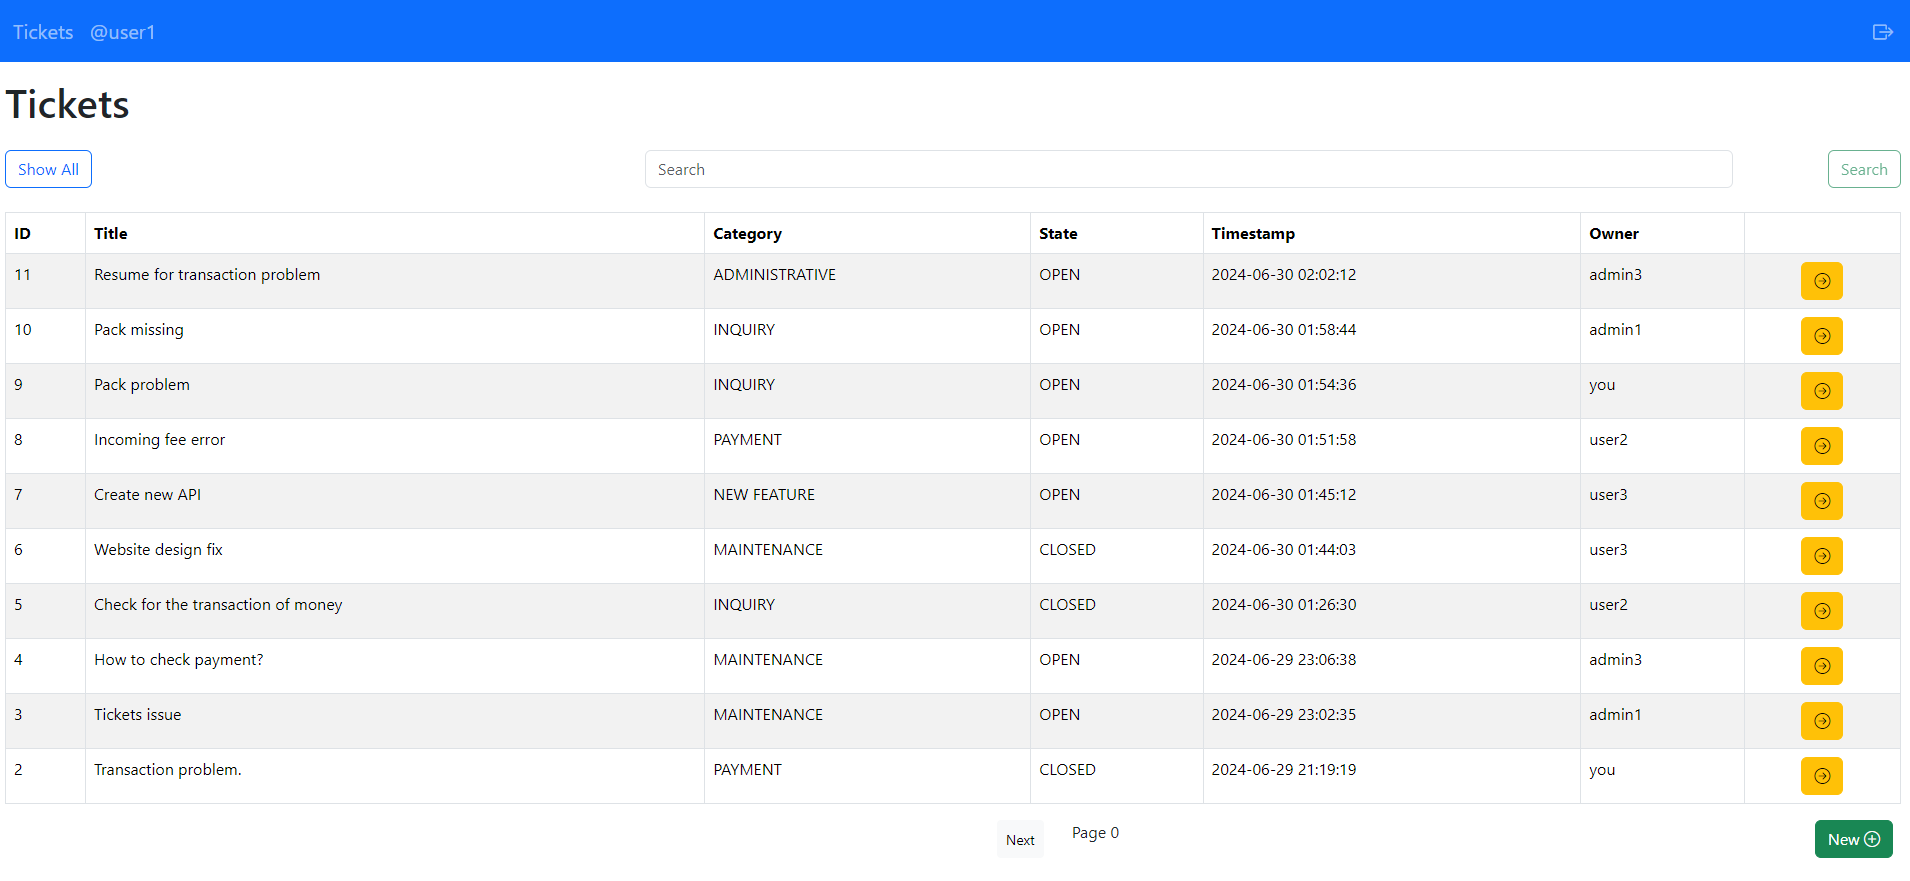 Tickets @user1
Tickets
Show All Search Search
ID Title Category State Timestamp Owner
11 Resume for transaction problem ADMINISTRATIVE OPEN 2024-06-30 02:02:12 admin3
10 Pack missing INQUIRY OPEN 2024-06-30 01:58:44 admin1
9 Pack problem INQUIRY OPEN 2024-06-30 01:54:36 you
8 Incoming fee error PAYMENT OPEN 2024-06-30 01:51:58 user2
7 Create new API NEW FEATURE OPEN 2024-06-30 01:45:12 user3
6 Website design fix MAINTENANCE CLOSED 2024-06-30 01:44:03 user3
5 Check for the transaction of money INQUIRY CLOSED 2024-06-30 01:26:30 user2
4 How to check payment? MAINTENANCE OPEN 2024-06-29 23:06:38 admin3
3 Tickets issue MAINTENANCE OPEN 2024-06-29 23:02:35 admin1
2 Transaction problem. PAYMENT CLOSED 2024-06-29 21:19:19 you
Next Page 0 New